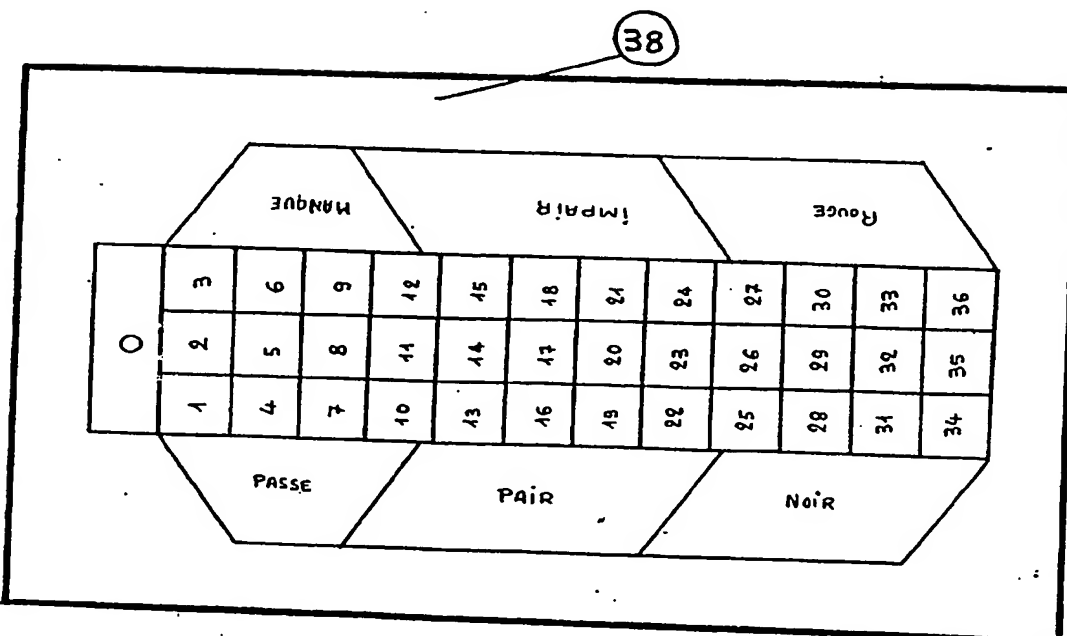 38
MANQUE IMPAIR ROUGE
3 6 9 12 15 18 21 24 27 30 33 36
0 2 5 8 11 14 17 20 23 26 29 32 35
1 4 7 10 13 16 19 22 25 28 31 34
PASSE PAIR NOIR